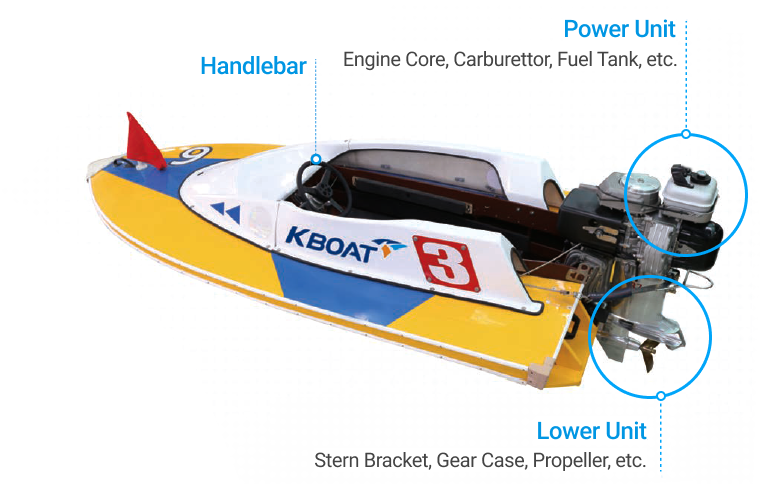 Power Unit
Engine Core, Carburettor, Fuel Tank, etc.
Handlebar
9
KBOAT
3
Lower Unit
Stern Bracket, Gear Case, Propeller, etc.